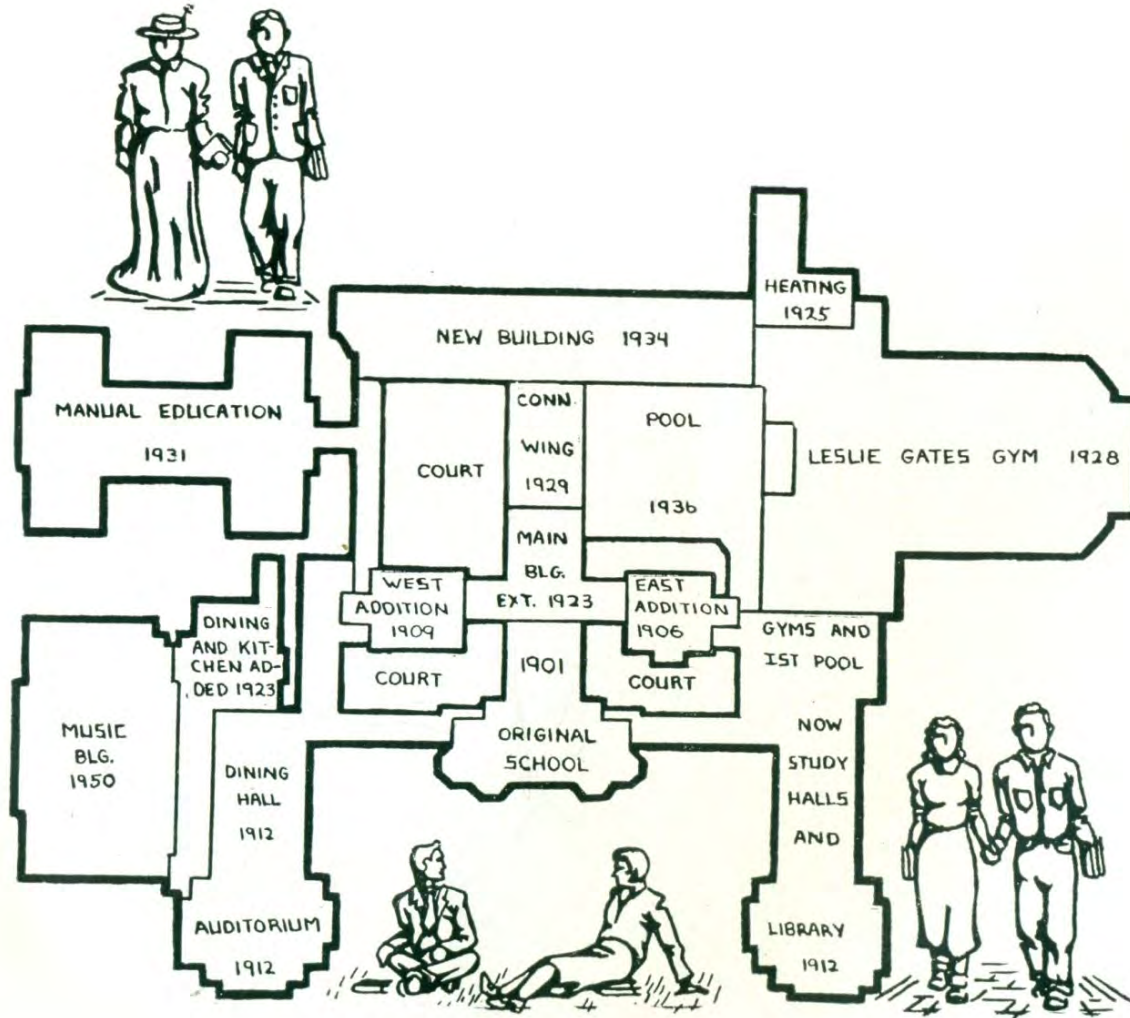 HEATING
1925
NEW BUILDING 1934
MANUAL EDUCATION
1931
COURT
CONN.
WING
1929
POOL
1936
LESLIE GATES GYM 1928
MAIN
BLG.
EXT. 1923
WEST
ADDITION
1909
EAST
ADDITION
1906
GYMS AND
1ST POOL
NOW
STUDY
HALLS
AND
LIBRARY
1912
DINING
AND KIT-
CHEN AD-
DED 1923
COURT
1901
ORIGINAL
SCHOOL
COURT
MUSIC
BLG.
1950
DINING
HALL
1912
AUDITORIUM
1912